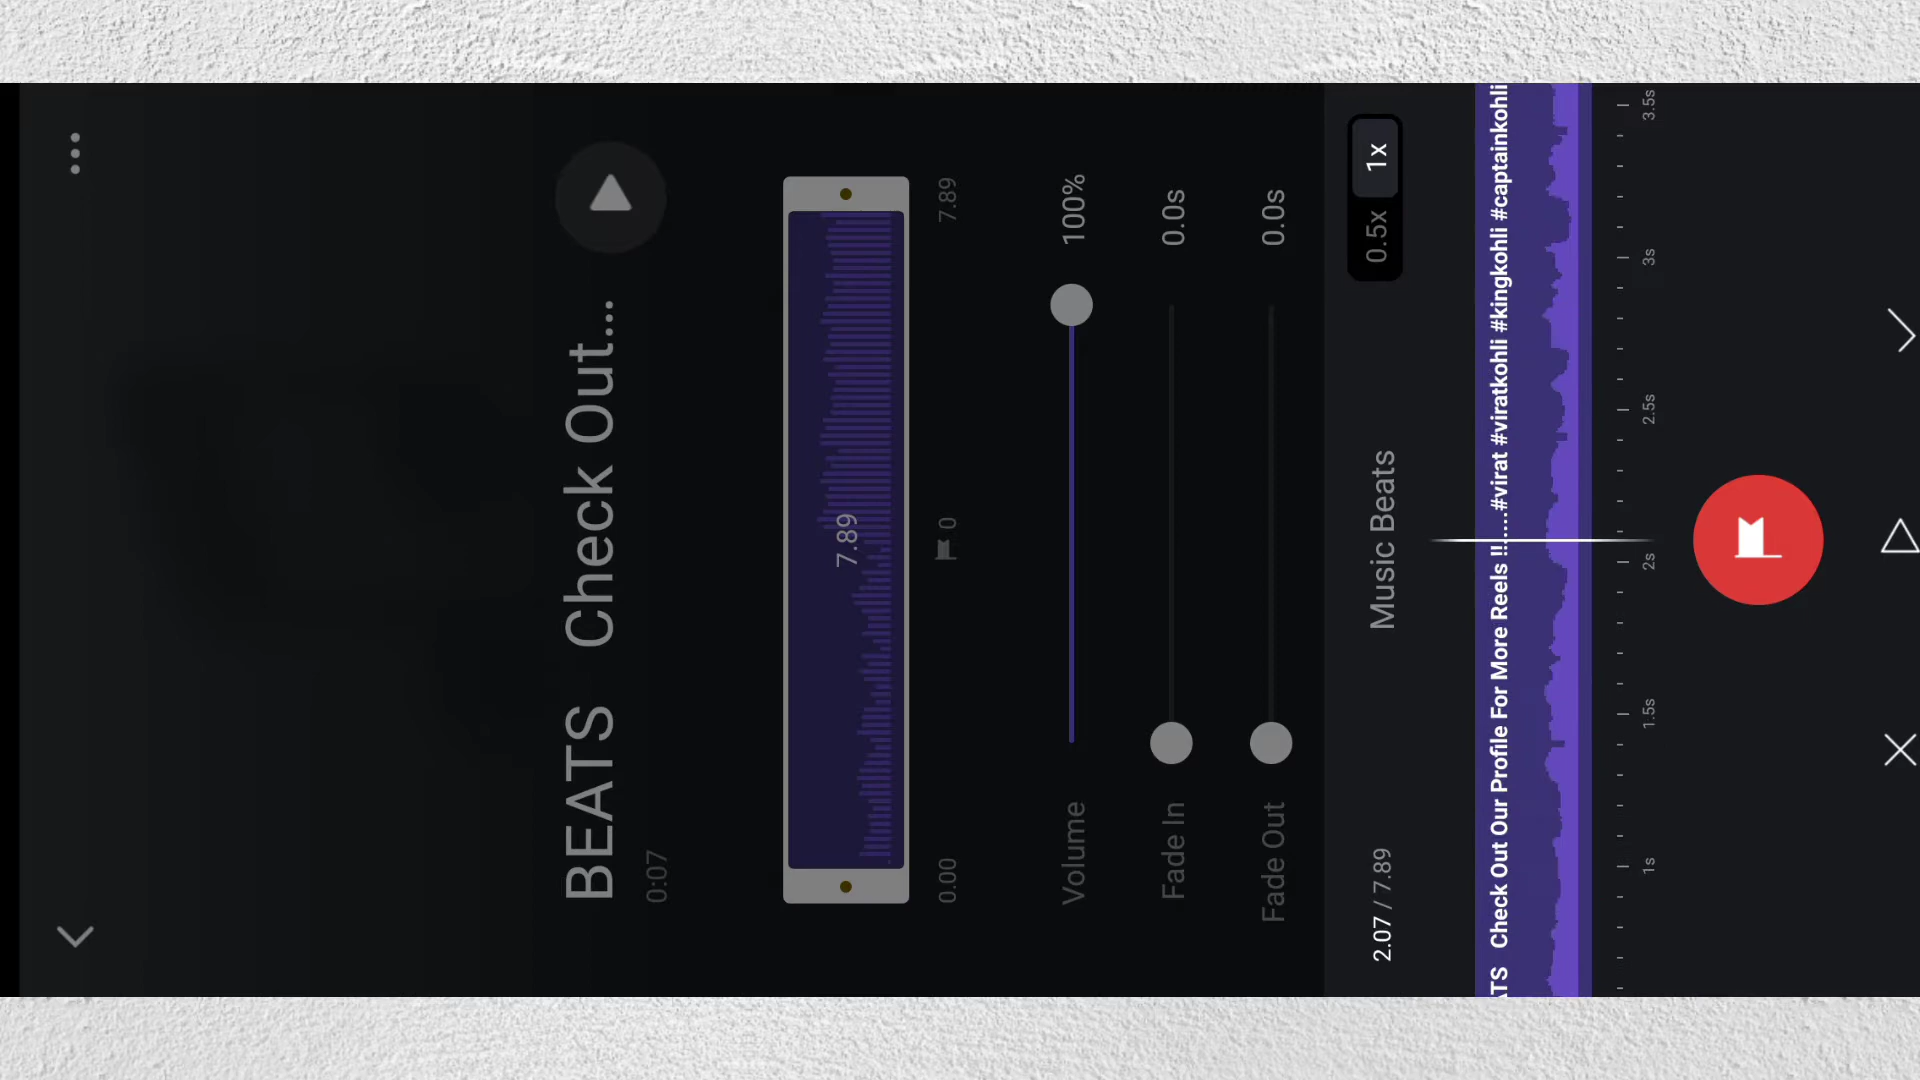 BEATS Check Out...
0:07
7.89
0.00
0
7.89
Volume 100%
Fade In 0.0s
Fade Out 0.0s
2.07 / 7.89
Music Beats
0.5x 1x
Check Out Our Profile For More Reels !!.....#virat #viratkohli #kingkohli #captainkohli
1s 1.5s 2s 2.5s 3s 3.5s